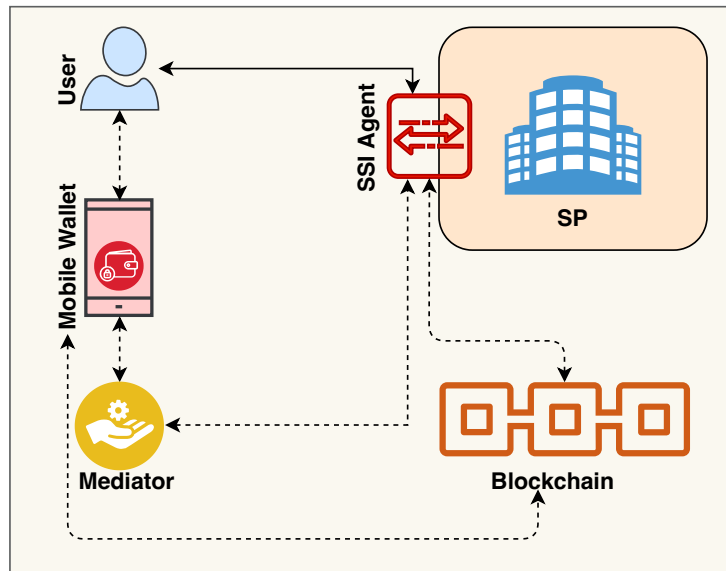 User
SSI Agent
SP
Mobile Wallet
Mediator
Blockchain